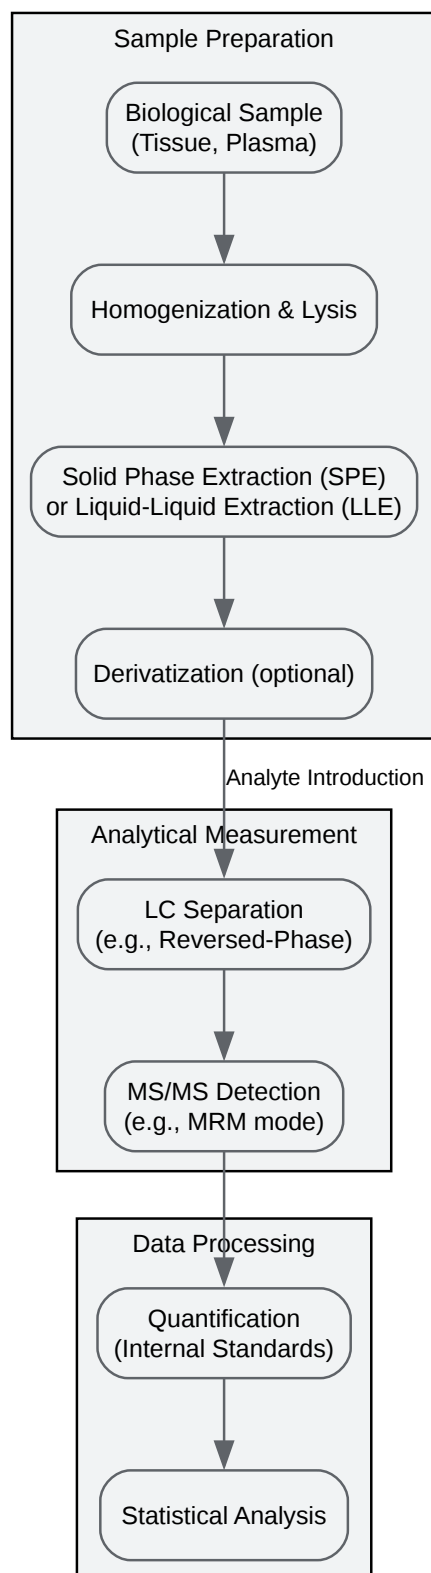 Sample Preparation
Biological Sample
(Tissue, Plasma)
Homogenization & Lysis
Solid Phase Extraction (SPE)
or Liquid-Liquid Extraction (LLE)
Derivatization (optional)
Analyte Introduction
Analytical Measurement
LC Separation
(e.g., Reversed-Phase)
MS/MS Detection
(e.g., MRM mode)
Data Processing
Quantification
(Internal Standards)
Statistical Analysis